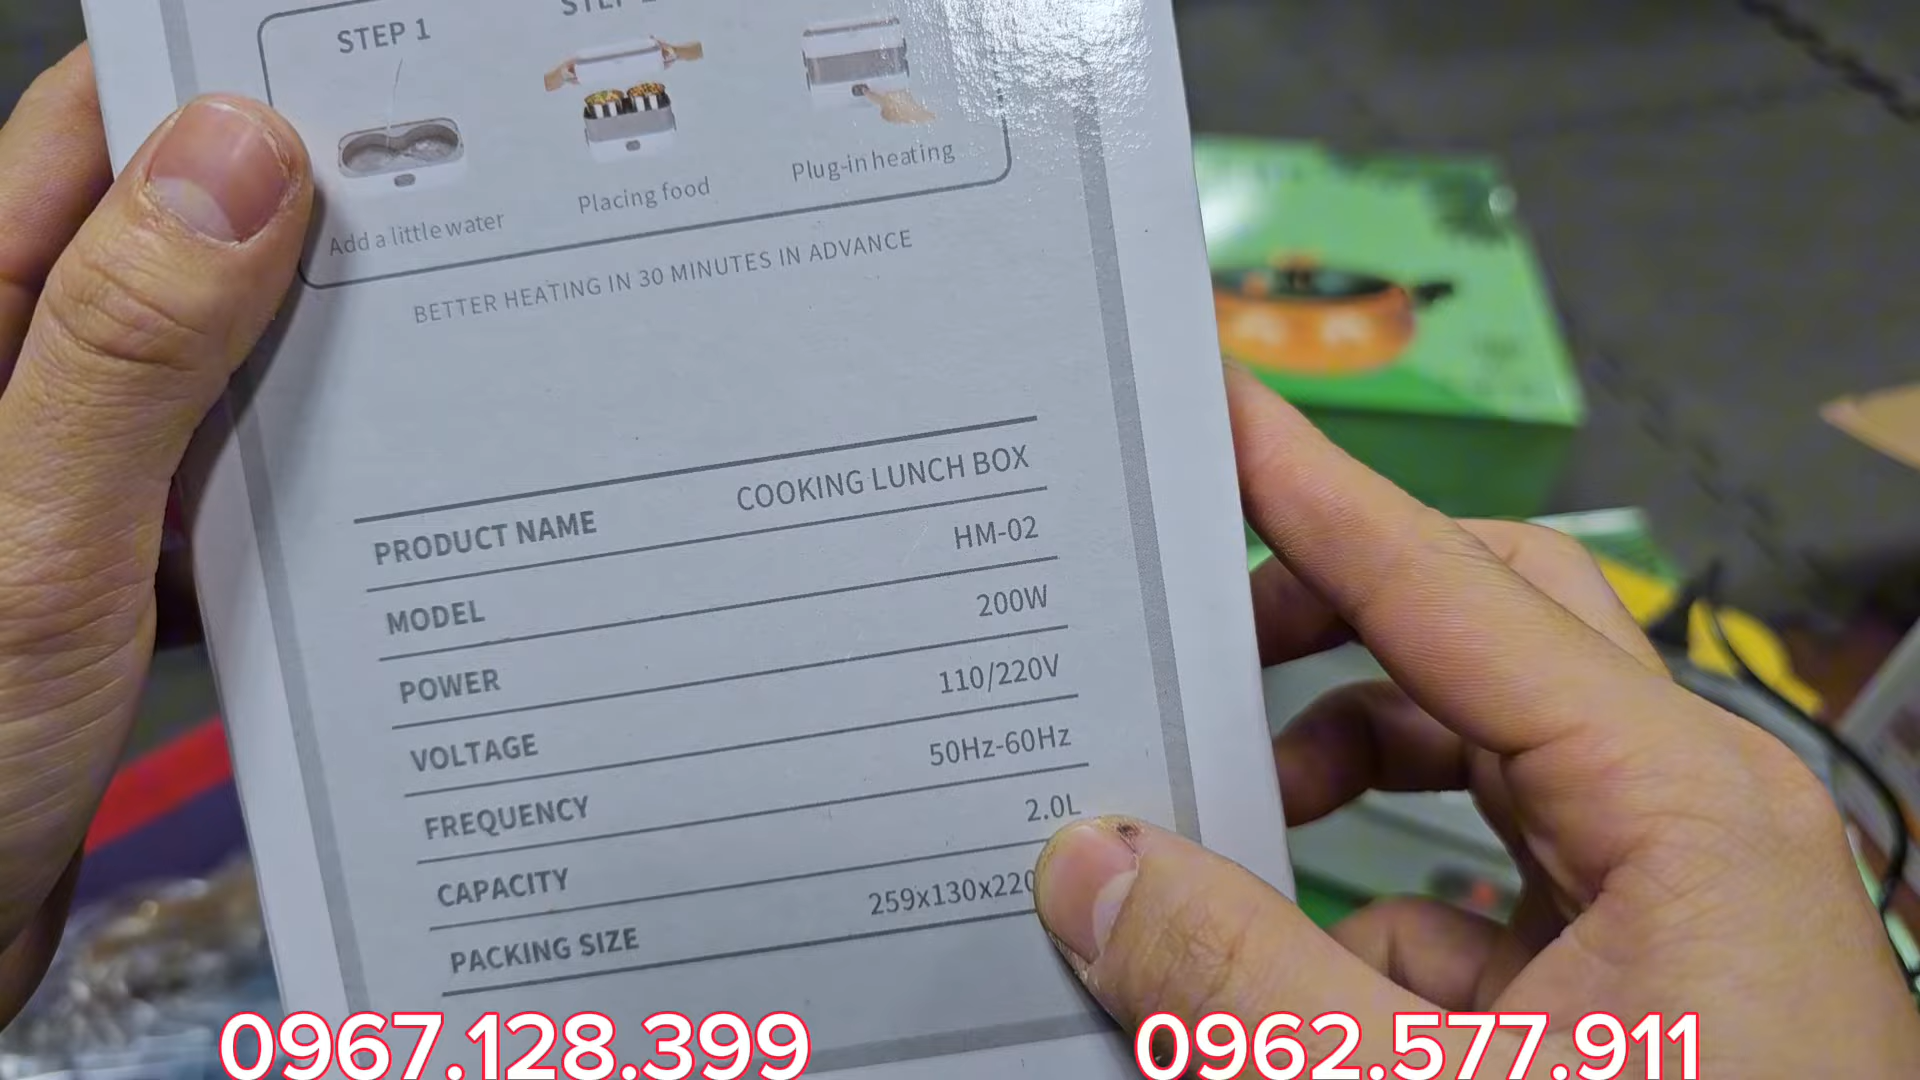 STEP 1
Add a little water
Placing food
Plug-in heating
BETTER HEATING IN 30 MINUTES IN ADVANCE
PRODUCT NAME COOKING LUNCH BOX
MODEL HM-02
POWER 200W
VOLTAGE 110/220V
FREQUENCY 50Hz-60Hz
CAPACITY 2.0L
PACKING SIZE 259x130x220
0967.128.399 0962.577.911